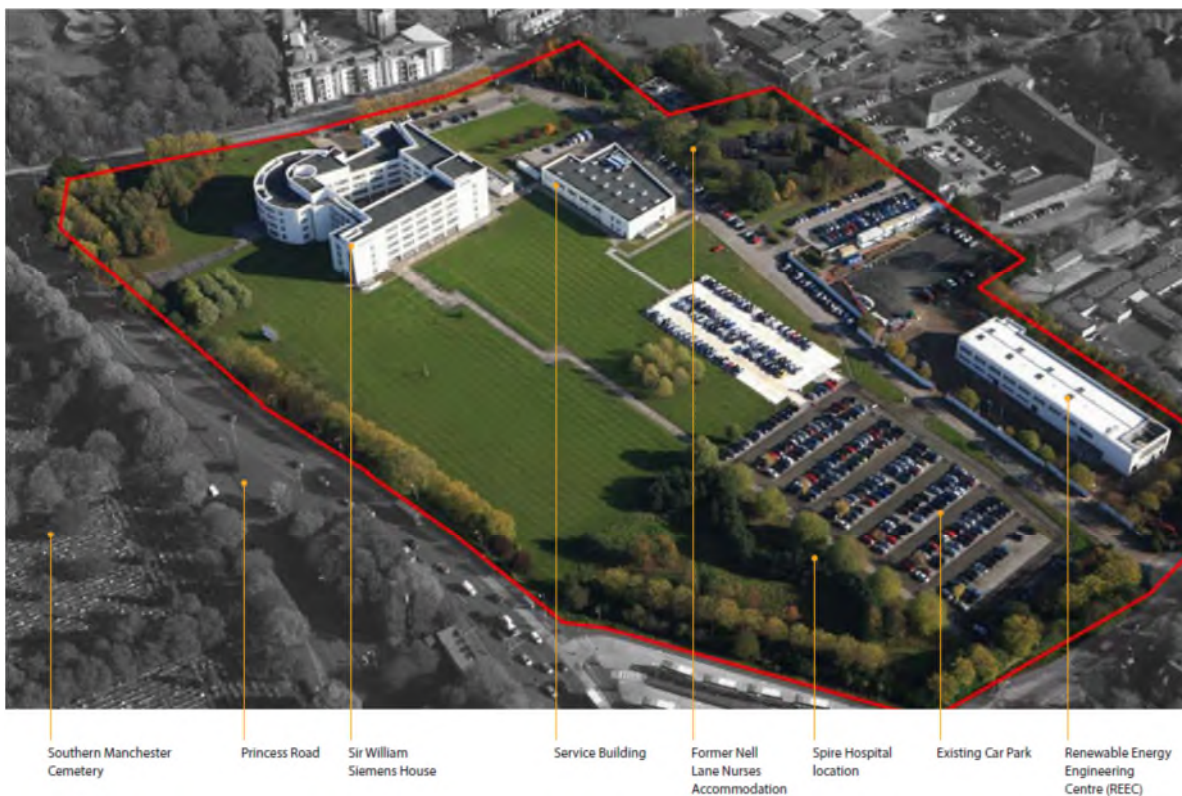 Southern Manchester
Cemetery
Princess Road
Sir William
Siemens House
Service Building
Former Nell
Lane Nurses
Accommodation
Spire Hospital
location
Existing Car Park
Renewable Energy
Engineering
Centre (REEC)